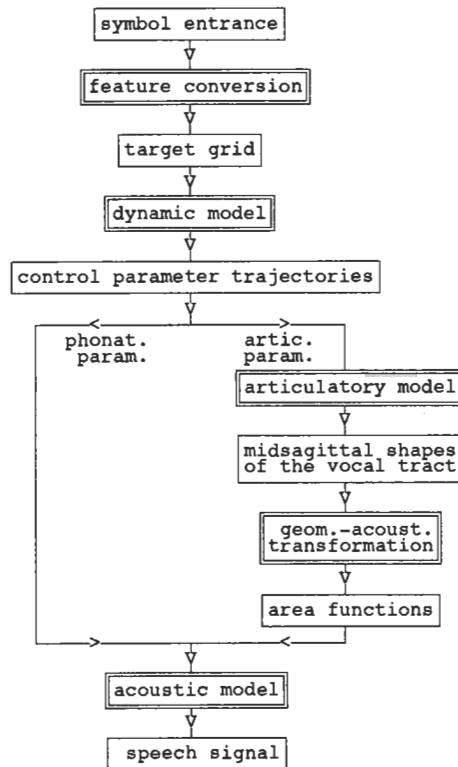 symbol entrance
feature conversion
target grid
dynamic model
control parameter trajectories
phonat.
param.
artic.
param.
articulatory model
midsagittal shapes
of the vocal tract
geom.-acoust.
transformation
area functions
acoustic model
speech signal